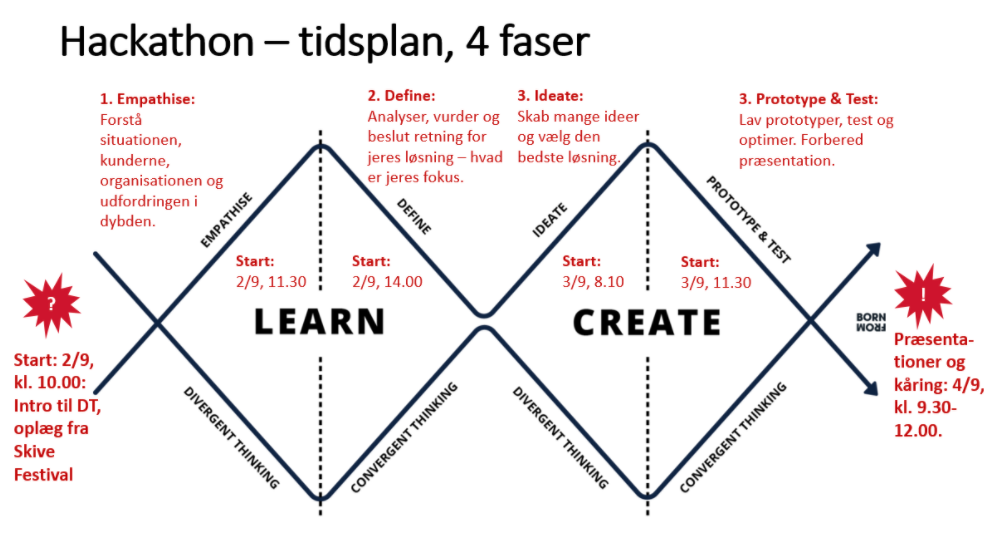 Hackathon – tidsplan, 4 faser
1. Empathise:
Forstå
situationen,
kunderne,
organisationen og
udfordringen i
dybden.
2. Define:
Analyser, vurder og
beslut retning for
jeres løsning – hvad
er jeres fokus.
3. Ideate:
Skab mange ideer
og vælg den
bedste løsning.
3. Prototype & Test:
Lav prototyper, test og
optimer. Forbered
præsentation.
EMPATHISE
DEFINE
IDEATE
PROTOTYPE & TEST
Start:
2/9, 11.30
Start:
2/9, 14.00
Start:
3/9, 8.10
Start:
3/9, 11.30
?
LEARN
CREATE
!
BORN
FROM
Start: 2/9,
kl. 10.00:
Intro til DT,
oplæg fra
Skive
Festival
Præsenta-
tioner og
kåring: 4/9,
kl. 9.30-
12.00.
DIVERGENT THINKING
CONVERGENT THINKING
DIVERGENT THINKING
CONVERGENT THINKING